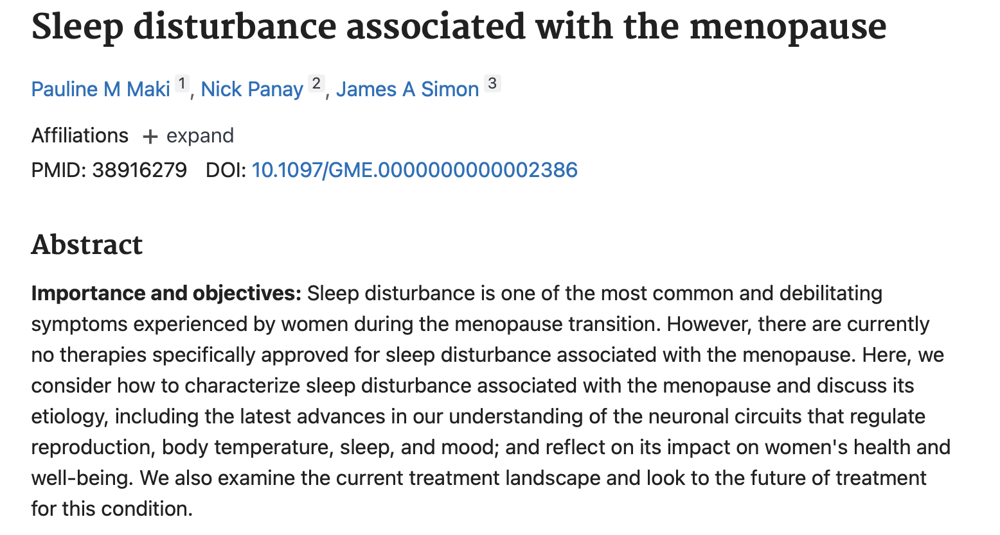 Sleep disturbance associated with the menopause
Pauline M Maki 1, Nick Panay 2, James A Simon 3
Affiliations + expand
PMID: 38916279 DOI: 10.1097/GME.0000000000002386
Abstract
Importance and objectives: Sleep disturbance is one of the most common and debilitating
symptoms experienced by women during the menopause transition. However, there are currently
no therapies specifically approved for sleep disturbance associated with the menopause. Here, we
consider how to characterize sleep disturbance associated with the menopause and discuss its
etiology, including the latest advances in our understanding of the neuronal circuits that regulate
reproduction, body temperature, sleep, and mood; and reflect on its impact on women's health and
well-being. We also examine the current treatment landscape and look to the future of treatment
for this condition.